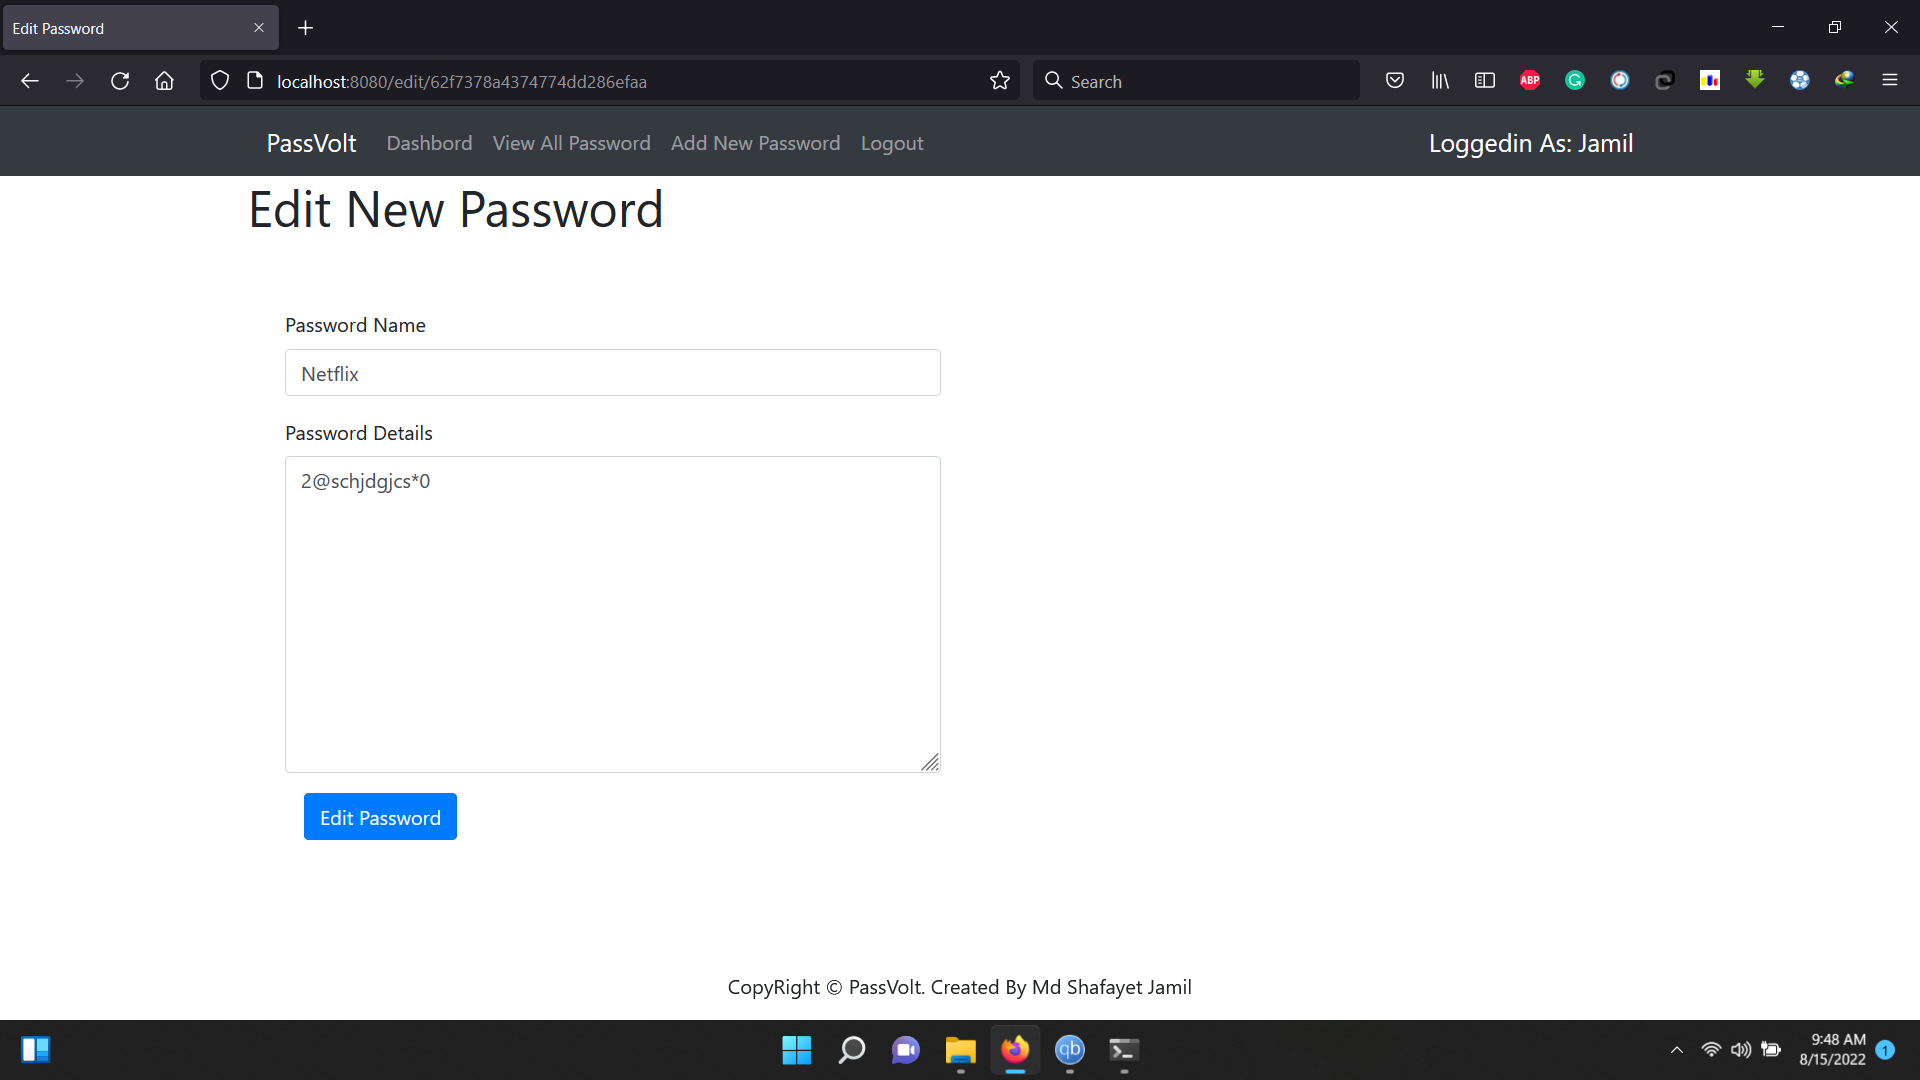 Edit Password
localhost:8080/edit/62f7378a4374774dd286efaa
Search
ABP
PassVolt Dashbord View All Password Add New Password Logout Loggedin As: Jamil
Edit New Password
Password Name
Netflix
Password Details
2@schjdgjcs*0
Edit Password
CopyRight © PassVolt. Created By Md Shafayet Jamil
qb
9:48 AM
8/15/2022
1